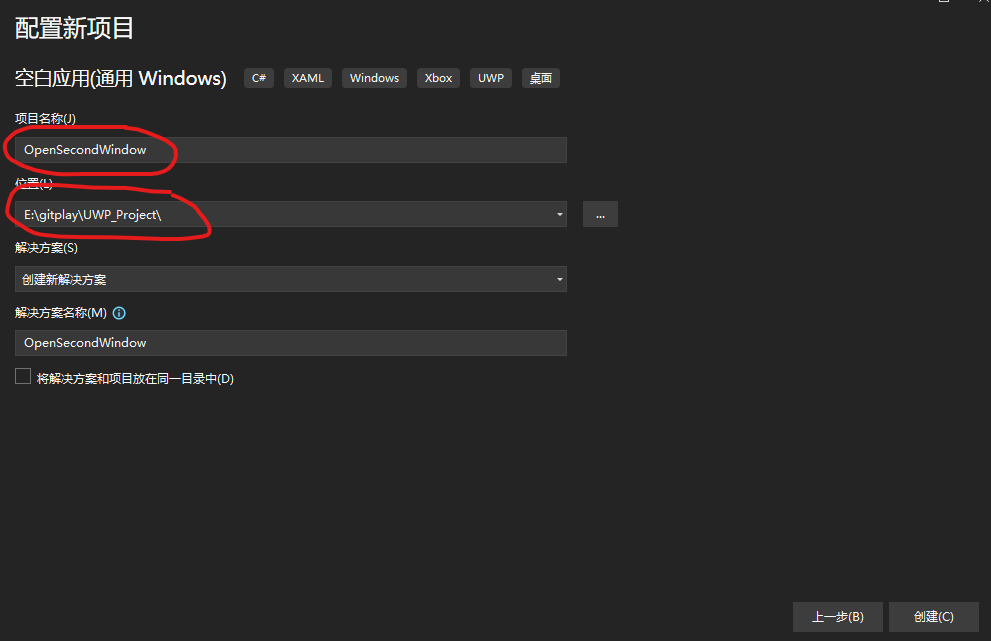 配置新项目
空白应用(通用 Windows) C# XAML Windows Xbox UWP 桌面
项目名称(J)
OpenSecondWindow
位置(L)
E:\gitplay\UWP_Project\ ...
解决方案(S)
创建新解决方案
解决方案名称(M)
OpenSecondWindow
将解决方案和项目放在同一目录中(D)
上一步(B) 创建(C)